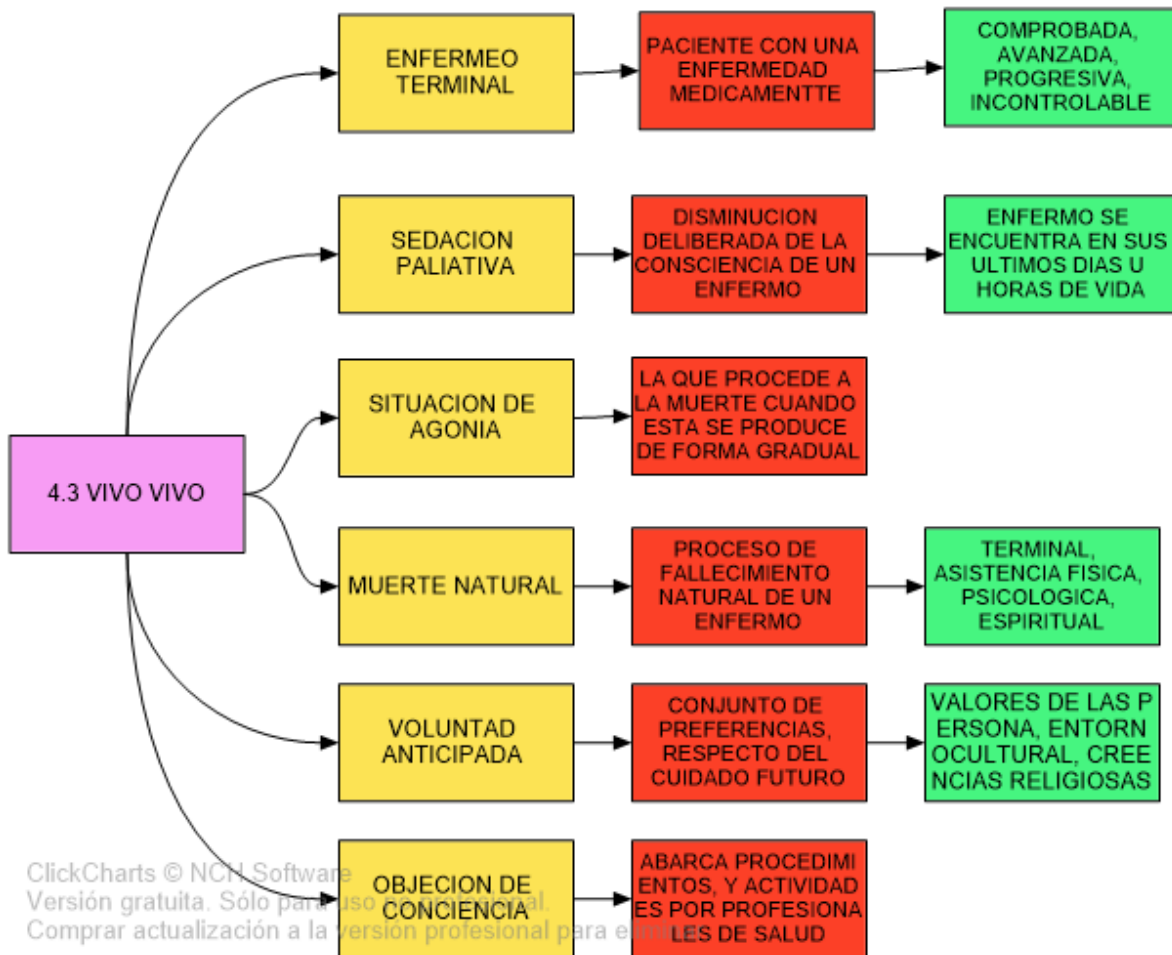 ENFERMEO
TERMINAL
PACIENTE CON UNA
ENFERMEDAD
MEDICAMENTTE
COMPROBADA,
AVANZADA,
PROGRESIVA,
INCONTROLABLE
SEDACION
PALIATIVA
DISMINUCION
DELIBERADA DE LA
CONSCIENCIA DE UN
ENFERMO
ENFERMO SE
ENCUENTRA EN SUS
ULTIMOS DIAS U
HORAS DE VIDA
SITUACION DE
AGONIA
LA QUE PROCEDE A
LA MUERTE CUANDO
ESTA SE PRODUCE
DE FORMA GRADUAL
4.3 VIVO VIVO
MUERTE NATURAL
PROCESO DE
FALLECIMIENTO
NATURAL DE UN
ENFERMO
TERMINAL,
ASISTENCIA FISICA,
PSICOLOGICA,
ESPIRITUAL
VOLUNTAD
ANTICIPADA
CONJUNTO DE
PREFERENCIAS,
RESPECTO DEL
CUIDADO FUTURO
VALORES DE LAS P
ERSONA, ENTORN
OCULTURAL, CREE
NCIAS RELIGIOSAS
OBJECION DE
CONCIENCIA
ABARCA PROCEDIMI
ENTOS, Y ACTIVIDAD
ES POR PROFESIONA
LES DE SALUD
ClickCharts © NCH Software
Versión gratuita. Sólo para uso no profesional.
Comprar actualización a la versión profesional para